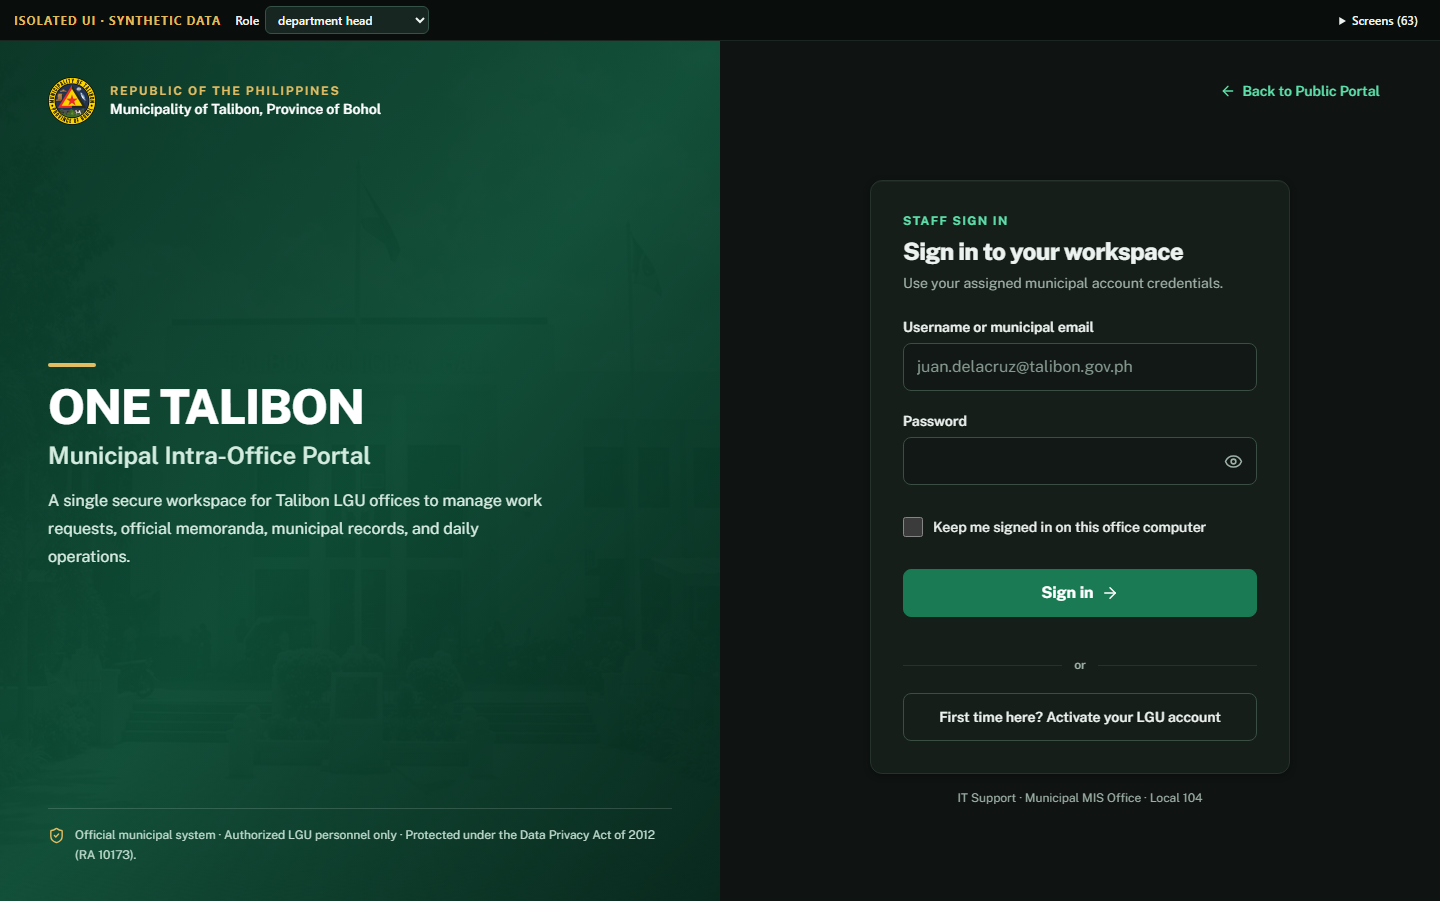 ISOLATED UI · SYNTHETIC DATA
Role
department head
Screens (63)
REPUBLIC OF THE PHILIPPINES
Municipality of Talibon, Province of Bohol
ONE TALIBON
Municipal Intra-Office Portal
A single secure workspace for Talibon LGU offices to manage work
requests, official memoranda, municipal records, and daily
operations.
Official municipal system · Authorized LGU personnel only · Protected under the Data Privacy Act of 2012
(RA 10173).
Back to Public Portal
STAFF SIGN IN
Sign in to your workspace
Use your assigned municipal account credentials.
Username or municipal email
juan.delacruz@talibon.gov.ph
Password
Keep me signed in on this office computer
Sign in
or
First time here? Activate your LGU account
IT Support · Municipal MIS Office · Local 104